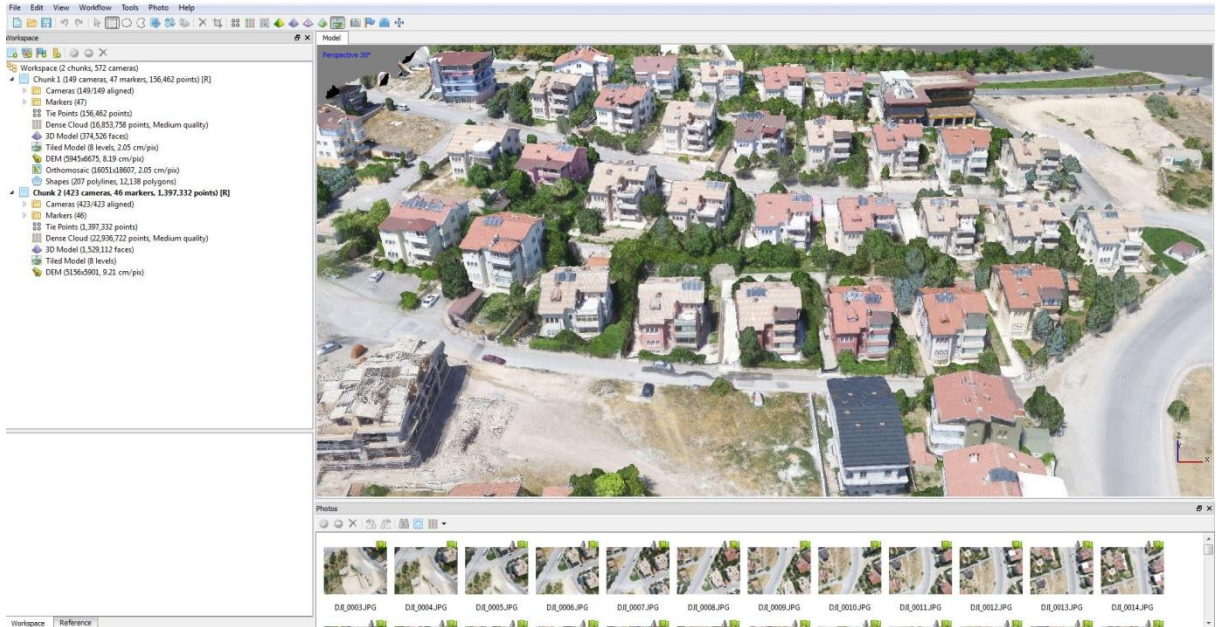 File Edit View Workflow Tools Photo Help
Workspace
Model
Perspective 30°
Workspace (2 chunks, 572 cameras)
Chunk 1 (149 cameras, 47 markers, 156,462 points) [R]
Cameras (149/149 aligned)
Markers (47)
Tie Points (156,462 points)
Dense Cloud (16,853,758 points, Medium quality)
3D Model (374,526 faces)
Tiled Model (8 levels, 2.05 cm/pix)
DEM (5945x6675, 8.19 cm/pix)
Orthomosaic (16051x18607, 2.05 cm/pix)
Shapes (207 polylines, 12,138 polygons)
Chunk 2 (423 cameras, 46 markers, 1,397,332 points) [R]
Cameras (423/423 aligned)
Markers (46)
Tie Points (1,397,332 points)
Dense Cloud (22,936,722 points, Medium quality)
3D Model (1,529,112 faces)
Tiled Model (8 levels)
DEM (5156x5901, 9.21 cm/pix)
Z
X
Photos
DJI_0003.JPG DJI_0004.JPG DJI_0005.JPG DJI_0006.JPG DJI_0007.JPG DJI_0008.JPG DJI_0009.JPG DJI_0010.JPG DJI_0011.JPG DJI_0012.JPG DJI_0013.JPG DJI_0014.JPG
Workspace Reference